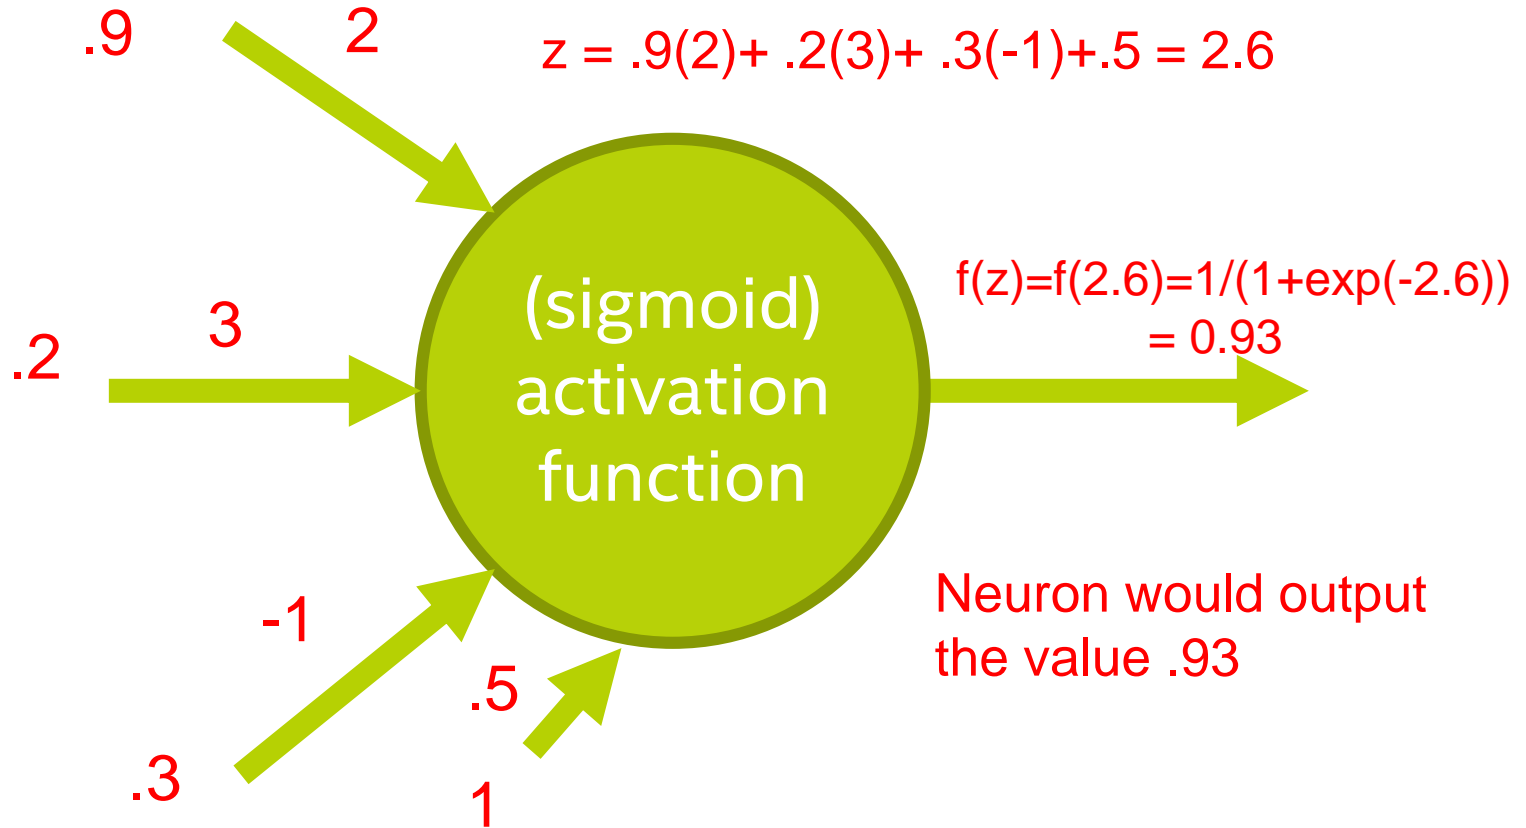 .9
2
z = .9(2)+ .2(3)+ .3(-1)+.5 = 2.6
(sigmoid)
activation
function
f(z)=f(2.6)=1/(1+exp(-2.6))
= 0.93
3
.2
-1
.3
.5
1
Neuron would output
the value .93